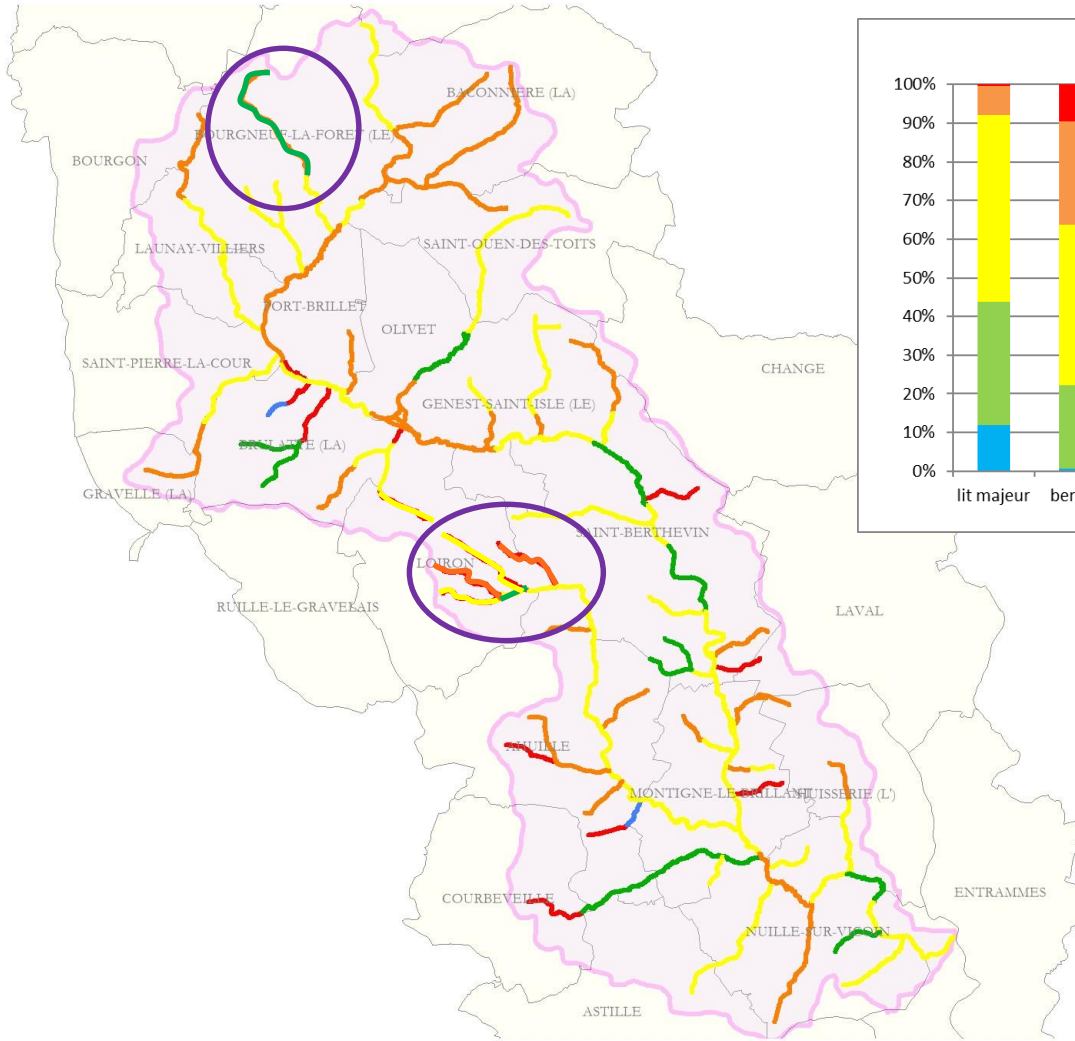 BACONNIERE (LA)
BOURGNEUF-LA-FORET (LE)
BOURGON
LAUNAY-VILLIERS
SAINT-OUEN-DES-TOITS
PORT-BRILLET
OLIVET
SAINT-PIERRE-LA-COUR
CHANGE
GENEST-SAINT-ISLE (LE)
BRULATTE (LA)
GRAVELLE (LA)
SAINT-BERTHEVIN
LOIRON
RUILLE-LE-GRAVELAIS
LAVAL
AHUILLE
MONTIGNE-LE-BRILLANT
HUISSERIE (L')
COURBEVEILLE
ENTRAMMES
NUILLE-SUR-VICOIN
ASTILLE
100%
90%
80%
70%
60%
50%
40%
30%
20%
10%
0%
lit majeur
ber